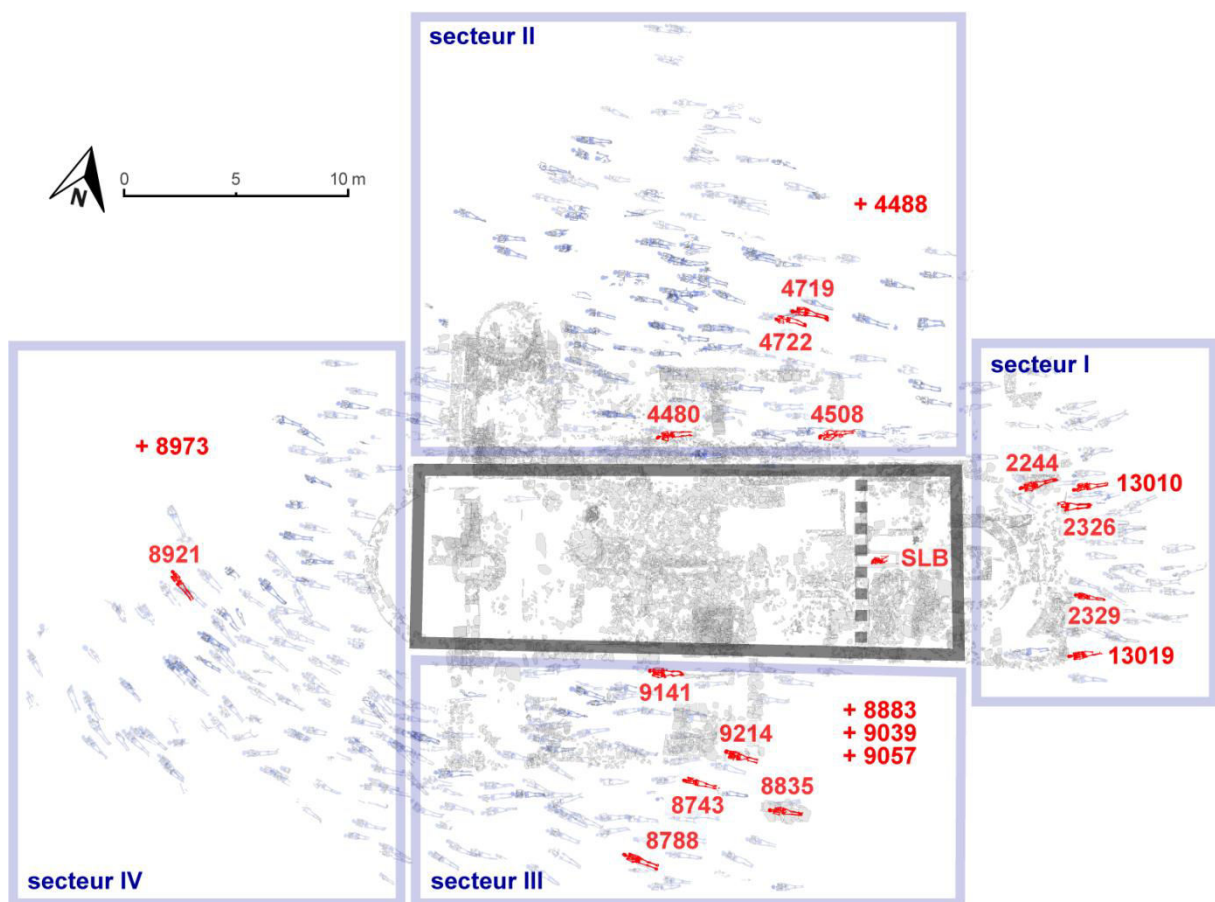 secteur II
N
0 5 10 m
+ 4488
4719
4722
secteur I
4480
4508
+ 8973
2244
13010
2326
8921
SLB
2329
13019
9141
+ 8883
+ 9039
+ 9057
9214
8743
8835
8788
secteur IV
secteur III